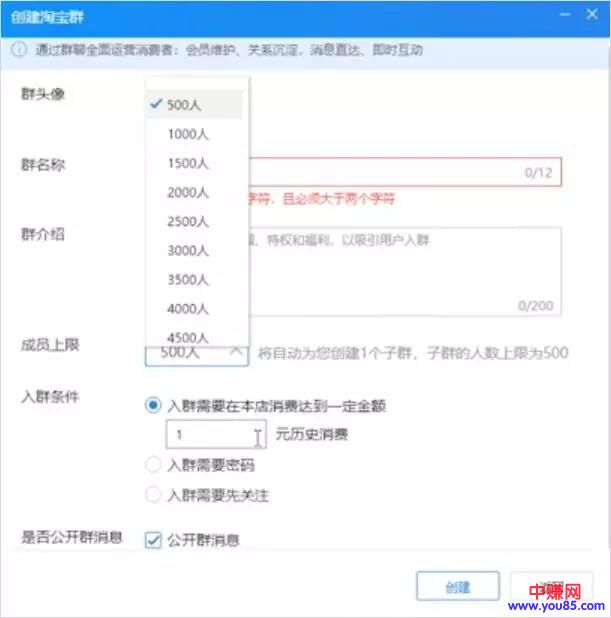 创建淘宝群
通过群聊全面运营消费者：会员维护、关系沉淀、消息直达、即时互动
群头像
500人
1000人
1500人
2000人
2500人
3000人
3500人
4000人
4500人
群名称
0/12
字符，且必须大于两个字符
群介绍
、特权和福利，以吸引用户入群
0/200
成员上限
500人
将自动为您创建1个子群，子群的人数上限为500
入群条件
入群需要在本店消费达到一定金额
1 元历史消费
入群需要密码
入群需要先关注
是否公开群消息
公开群消息
创建
中赚网
www.you85.com